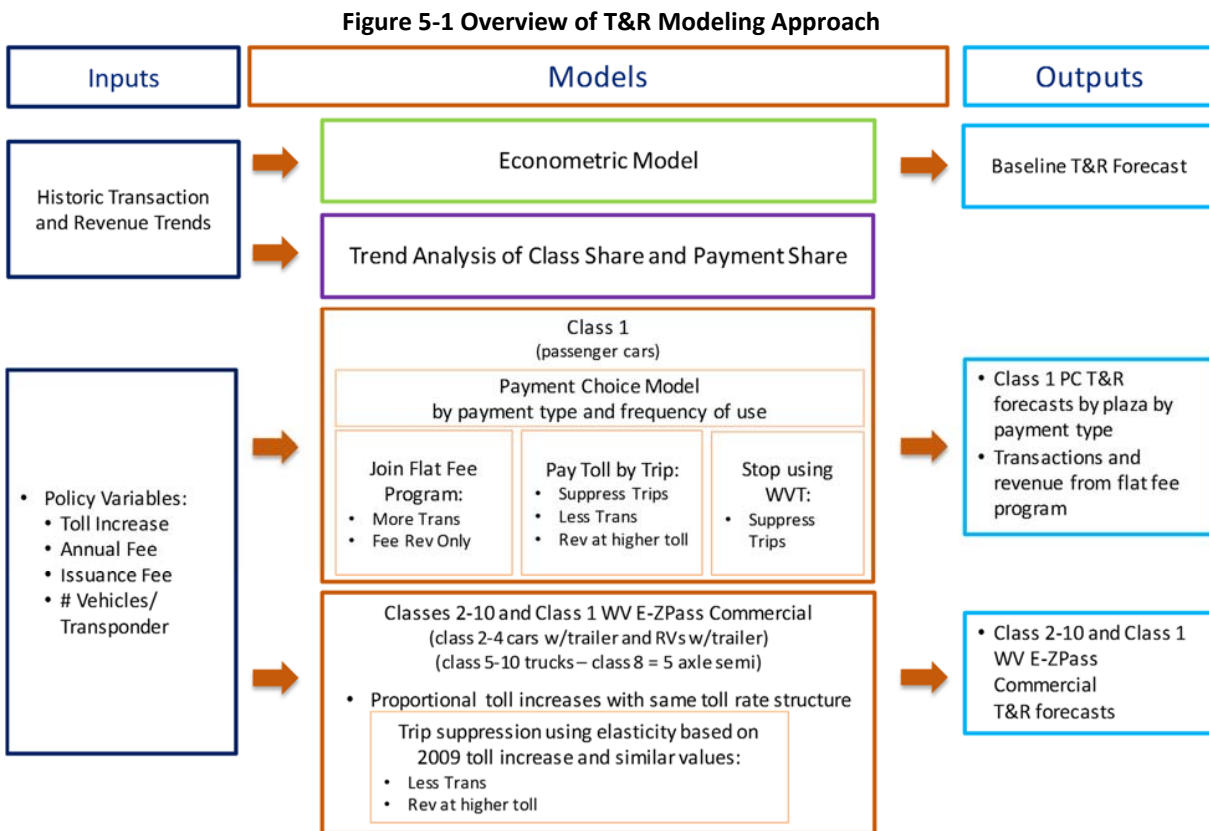 Figure 5-1 Overview of T&R Modeling Approach
Inputs
Models
Outputs
Historic Transaction
and Revenue Trends
Econometric Model
Baseline T&R Forecast
Trend Analysis of Class Share and Payment Share
• Policy Variables:
• Toll Increase
• Annual Fee
• Issuance Fee
• # Vehicles/
Transponder
Class 1
(passenger cars)
Payment Choice Model
by payment type and frequency of use
Join Flat Fee
Program:
• More Trans
• Fee Rev Only
Pay Toll by Trip:
• Suppress Trips
• Less Trans
• Rev at higher toll
Stop using
WVT:
• Suppress
Trips
• Class 1 PC T&R
forecasts by plaza by
payment type
• Transactions and
revenue from flat fee
program
Classes 2-10 and Class 1 WV E-ZPass Commercial
(class 2-4 cars w/trailer and RVs w/trailer)
(class 5-10 trucks – class 8 = 5 axle semi)
• Proportional toll increases with same toll rate structure
Trip suppression using elasticity based on
2009 toll increase and similar values:
• Less Trans
• Rev at higher toll
• Class 2-10 and Class 1
WV E-ZPass
Commercial
T&R forecasts